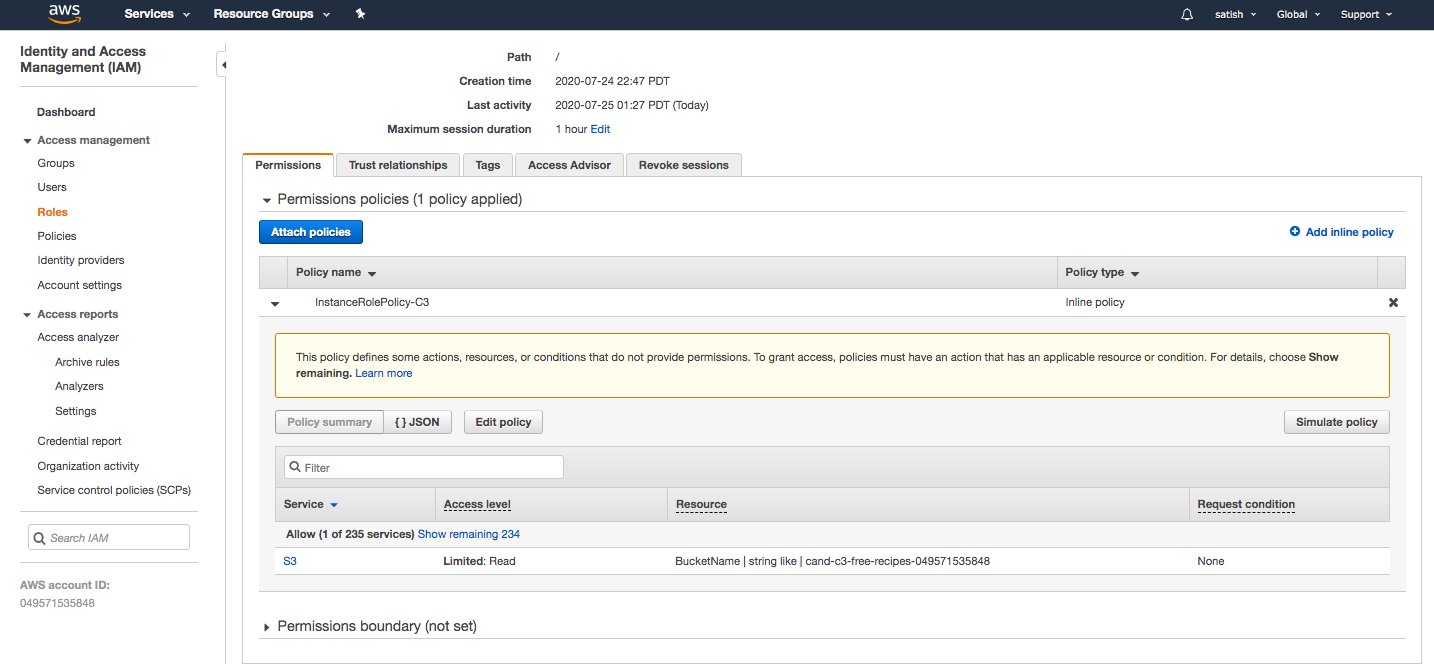 aws Services Resource Groups satish Global Support
Identity and Access
Management (IAM)
Dashboard
Access management
Groups
Users
Roles
Policies
Identity providers
Account settings
Access reports
Access analyzer
Archive rules
Analyzers
Settings
Credential report
Organization activity
Service control policies (SCPs)
Search IAM
AWS account ID:
049571535848
Path /
Creation time 2020-07-24 22:47 PDT
Last activity 2020-07-25 01:27 PDT (Today)
Maximum session duration 1 hour Edit
Permissions Trust relationships Tags Access Advisor Revoke sessions
Permissions policies (1 policy applied)
Attach policies Add inline policy
Policy name Policy type
InstanceRolePolicy-C3 Inline policy
This policy defines some actions, resources, or conditions that do not provide permissions. To grant access, policies must have an action that has an applicable resource or condition. For details, choose Show
remaining. Learn more
Policy summary { } JSON Edit policy Simulate policy
Filter
Service Access level Resource Request condition
Allow (1 of 235 services) Show remaining 234
S3 Limited: Read BucketName | string like | cand-c3-free-recipes-049571535848 None
Permissions boundary (not set)